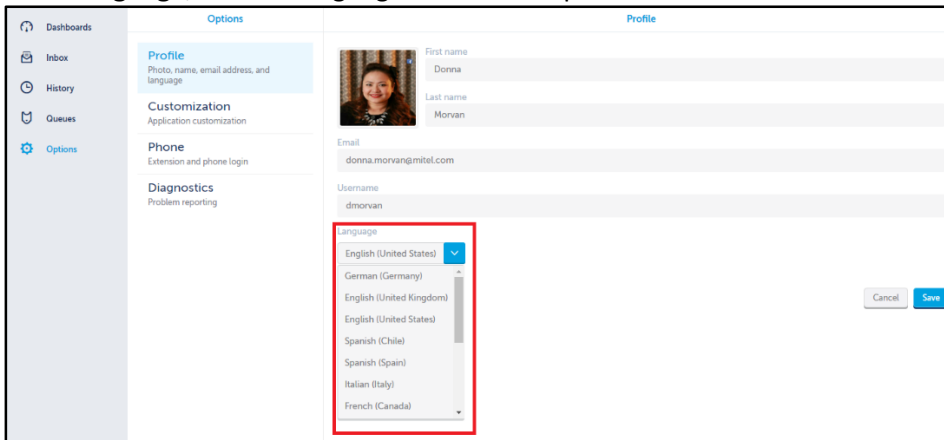 Dashboards
Inbox
History
Queues
Options
Options
Profile
Photo, name, email address, and
language
Customization
Application customization
Phone
Extension and phone login
Diagnostics
Problem reporting
Profile
First name
Donna
Last name
Morvan
Email
donna.morvan@mitel.com
Username
dmorvan
Language
English (United States)
German (Germany)
English (United Kingdom)
English (United States)
Spanish (Chile)
Spanish (Spain)
Italian (Italy)
French (Canada)
Cancel
Save